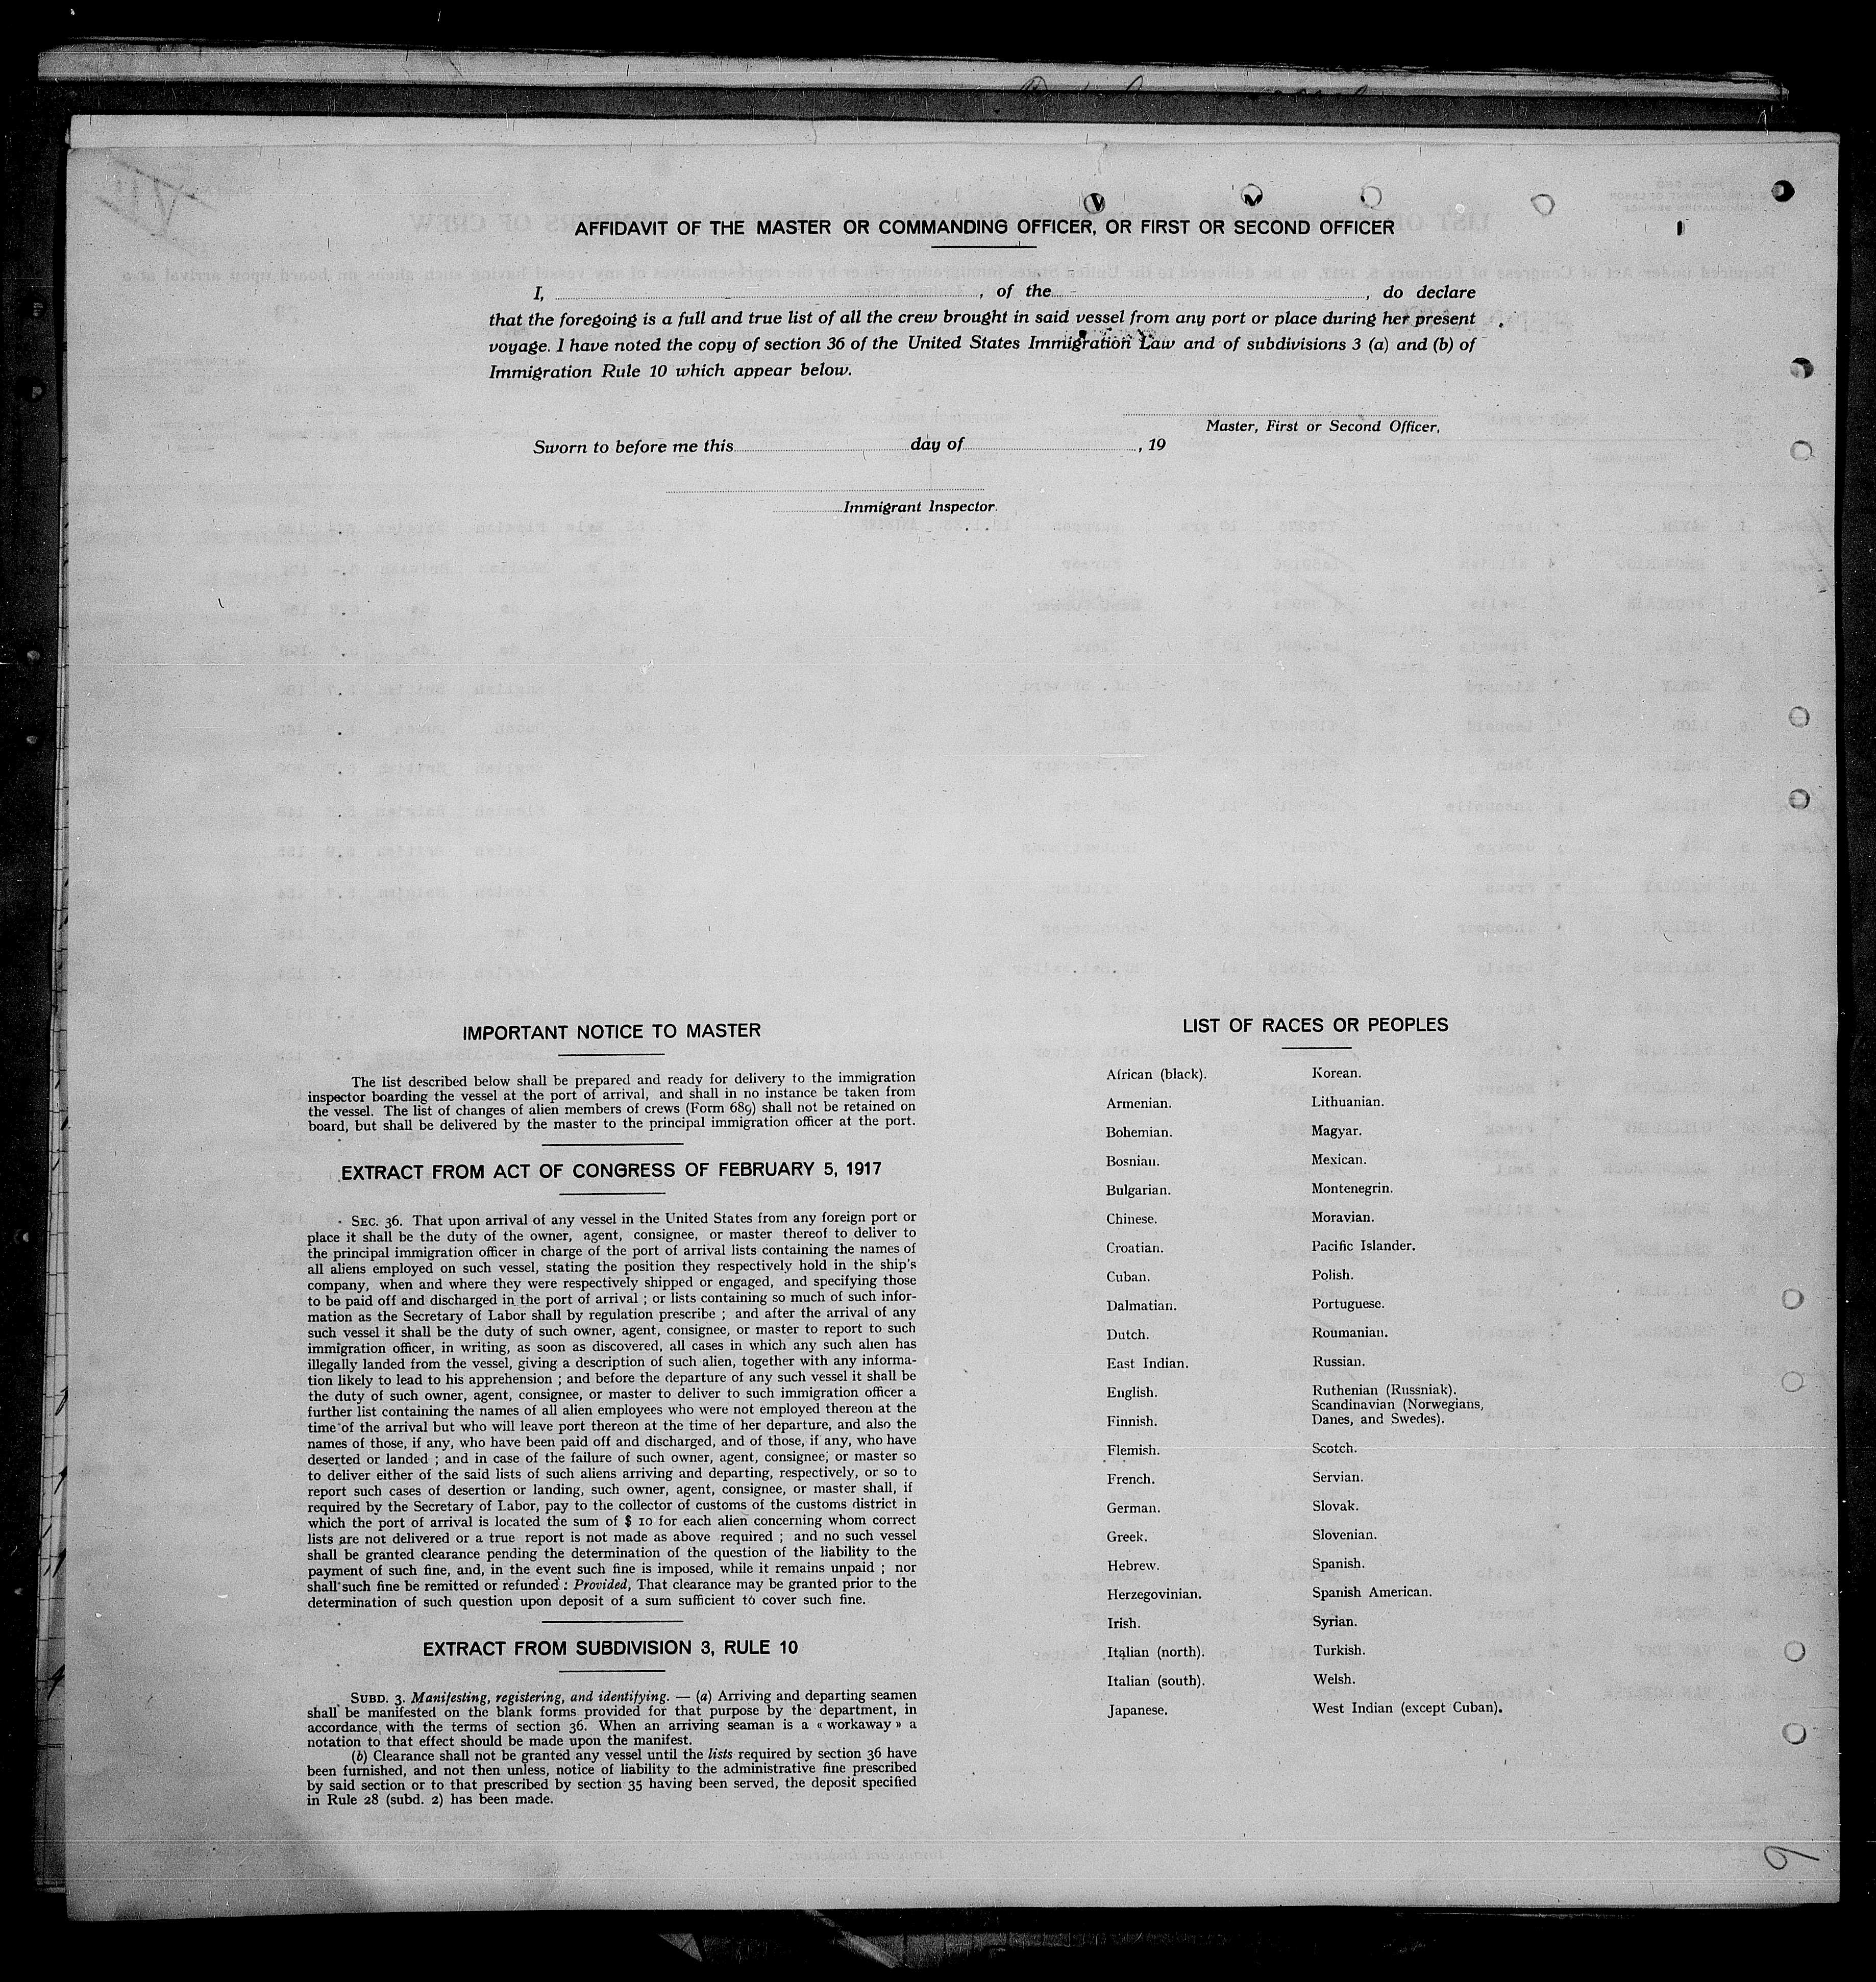 AFFIDAVIT OF THE MASTER OR COMMANDING OFFICER, OR FIRST OR SECOND OFFICER
I, , of the , do declare
that the foregoing is a full and true list of all the crew brought in said vessel from any port or place during her present
voyage. I have noted the copy of section 36 of the United States Immigration Law and of subdivisions 3 (a) and (b) of
Immigration Rule 10 which appear below.
Master, First or Second Officer,
Sworn to before me this day of , 19
Immigrant Inspector.
IMPORTANT NOTICE TO MASTER
The list described below shall be prepared and ready for delivery to the immigration
inspector boarding the vessel at the port of arrival, and shall in no instance be taken from
the vessel. The list of changes of alien members of crews (Form 689) shall not be retained on
board, but shall be delivered by the master to the principal immigration officer at the port.
EXTRACT FROM ACT OF CONGRESS OF FEBRUARY 5, 1917
SEC. 36. That upon arrival of any vessel in the United States from any foreign port or
place it shall be the duty of the owner, agent, consignee, or master thereof to deliver to
the principal immigration officer in charge of the port of arrival lists containing the names of
all aliens employed on such vessel, stating the position they respectively hold in the ship's
company, when and where they were respectively shipped or engaged, and specifying those
to be paid off and discharged in the port of arrival ; or lists containing so much of such infor-
mation as the Secretary of Labor shall by regulation prescribe ; and after the arrival of any
such vessel it shall be the duty of such owner, agent, consignee, or master to report to such
immigration officer, in writing, as soon as discovered, all cases in which any such alien has
illegally landed from the vessel, giving a description of such alien, together with any informa-
tion likely to lead to his apprehension ; and before the departure of any such vessel it shall be
the duty of such owner, agent, consignee, or master to deliver to such immigration officer a
further list containing the names of all alien employees who were not employed thereon at the
time of the arrival but who will leave port thereon at the time of her departure, and also the
names of those, if any, who have been paid off and discharged, and of those, if any, who have
deserted or landed ; and in case of the failure of such owner, agent, consignee, or master so
to deliver either of the said lists of such aliens arriving and departing, respectively, or so to
report such cases of desertion or landing, such owner, agent, consignee, or master shall, if
required by the Secretary of Labor, pay to the collector of customs of the customs district in
which the port of arrival is located the sum of $ 10 for each alien concerning whom correct
lists are not delivered or a true report is not made as above required ; and no such vessel
shall be granted clearance pending the determination of the question of the liability to the
payment of such fine, and, in the event such fine is imposed, while it remains unpaid ; nor
shall such fine be remitted or refunded : Provided, That clearance may be granted prior to the
determination of such question upon deposit of a sum sufficient to cover such fine.
EXTRACT FROM SUBDIVISION 3, RULE 10
SUBD. 3. Manifesting, registering, and identifying. — (a) Arriving and departing seamen
shall be manifested on the blank forms provided for that purpose by the department, in
accordance with the terms of section 36. When an arriving seaman is a « workaway » a
notation to that effect should be made upon the manifest.
(b) Clearance shall not be granted any vessel until the lists required by section 36 have
been furnished, and not then unless, notice of liability to the administrative fine prescribed
by said section or to that prescribed by section 35 having been served, the deposit specified
in Rule 28 (subd. 2) has been made.
LIST OF RACES OR PEOPLES
African (black).
Armenian.
Bohemian.
Bosnian.
Bulgarian.
Chinese.
Croatian.
Cuban.
Dalmatian.
Dutch.
East Indian.
English.
Finnish.
Flemish.
French.
German.
Greek.
Hebrew.
Herzegovinian.
Irish.
Italian (north).
Italian (south).
Japanese.
Korean.
Lithuanian.
Magyar.
Mexican.
Montenegrin.
Moravian.
Pacific Islander.
Polish.
Portuguese.
Roumanian.
Russian.
Ruthenian (Russniak).
Scandinavian (Norwegians,
Danes, and Swedes).
Scotch.
Servian.
Slovak.
Slovenian.
Spanish.
Spanish American.
Syrian.
Turkish.
Welsh.
West Indian (except Cuban).